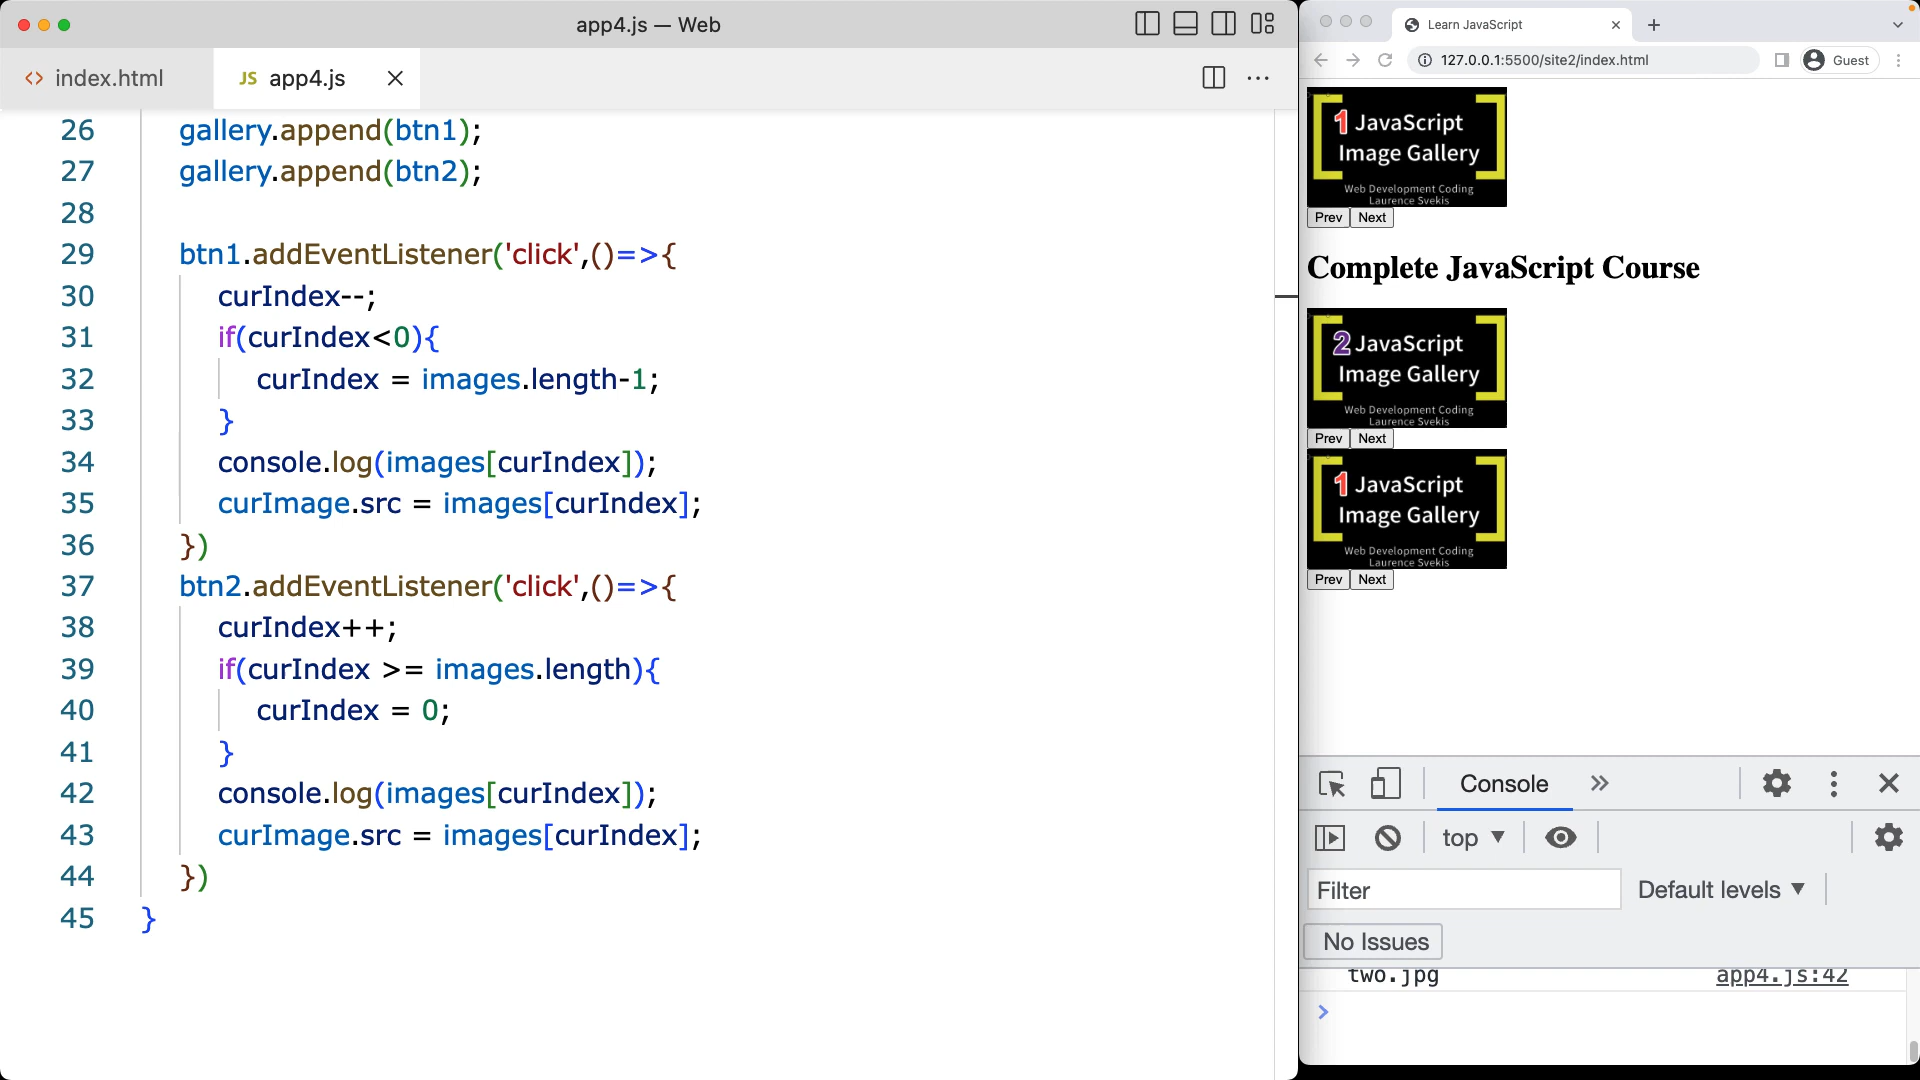 app4.js — Web
<> index.html
JS app4.js
26 gallery.append(btn1);
27 gallery.append(btn2);
28
29 btn1.addEventListener('click',()=>{
30 curIndex--;
31 if(curIndex<0){
32 curIndex = images.length-1;
33 }
34 console.log(images[curIndex]);
35 curImage.src = images[curIndex];
36 })
37 btn2.addEventListener('click',()=>{
38 curIndex++;
39 if(curIndex >= images.length){
40 curIndex = 0;
41 }
42 console.log(images[curIndex]);
43 curImage.src = images[curIndex];
44 })
45 }
Learn JavaScript
127.0.0.1:5500/site2/index.html
Guest
1 JavaScript
Image Gallery
Web Development Coding
Laurence Svekis
Prev Next
Complete JavaScript Course
2 JavaScript
Image Gallery
Web Development Coding
Laurence Svekis
Prev Next
1 JavaScript
Image Gallery
Web Development Coding
Laurence Svekis
Prev Next
Console
top
Filter
Default levels
No Issues
two.jpg app4.js:42